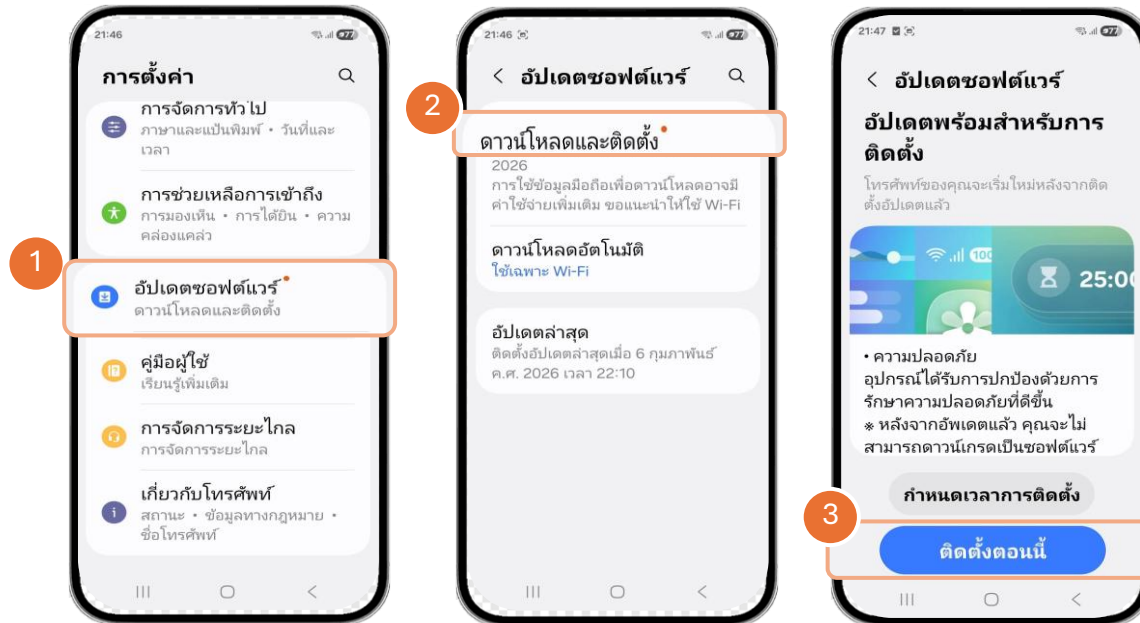 21:46
77
การตั้งค่า
การจัดการทั่วไป
ภาษาและแป้นพิมพ์ • วันที่และ
เวลา
การช่วยเหลือการเข้าถึง
การมองเห็น • การได้ยิน • ความ
คล่องแคล่ว
1
อัปเดตซอฟต์แวร์
ดาวน์โหลดและติดตั้ง
คู่มือผู้ใช้
เรียนรู้เพิ่มเติม
การจัดการระยะไกล
การจัดการระยะไกล
เกี่ยวกับโทรศัพท์
สถานะ • ข้อมูลทางกฎหมาย •
ชื่อโทรศัพท์
21:46
77
อัปเดตซอฟต์แวร์
2
ดาวน์โหลดและติดตั้ง
2026
การใช้ข้อมูลมือถือเพื่อดาวน์โหลดอาจมี
ค่าใช้จ่ายเพิ่มเติม ขอแนะนำให้ใช้ Wi-Fi
ดาวน์โหลดอัตโนมัติ
ใช้เฉพาะ Wi-Fi
อัปเดตล่าสุด
ติดตั้งอัปเดตล่าสุดเมื่อ 6 กุมภาพันธ์
ค.ศ. 2026 เวลา 22:10
21:47
77
อัปเดตซอฟต์แวร์
อัปเดตพร้อมสำหรับการ
ติดตั้ง
โทรศัพท์ของคุณจะเริ่มใหม่หลังจากติด
ตั้งอัปเดตแล้ว
100
25:00
• ความปลอดภัย
อุปกรณ์ได้รับการปกป้องด้วยการ
รักษาความปลอดภัยที่ดีขึ้น
※ หลังจากอัพเดตแล้ว คุณจะไม่
สามารถดาวน์เกรดเป็นซอฟต์แวร์
กำหนดเวลาการติดตั้ง
3
ติดตั้งตอนนี้